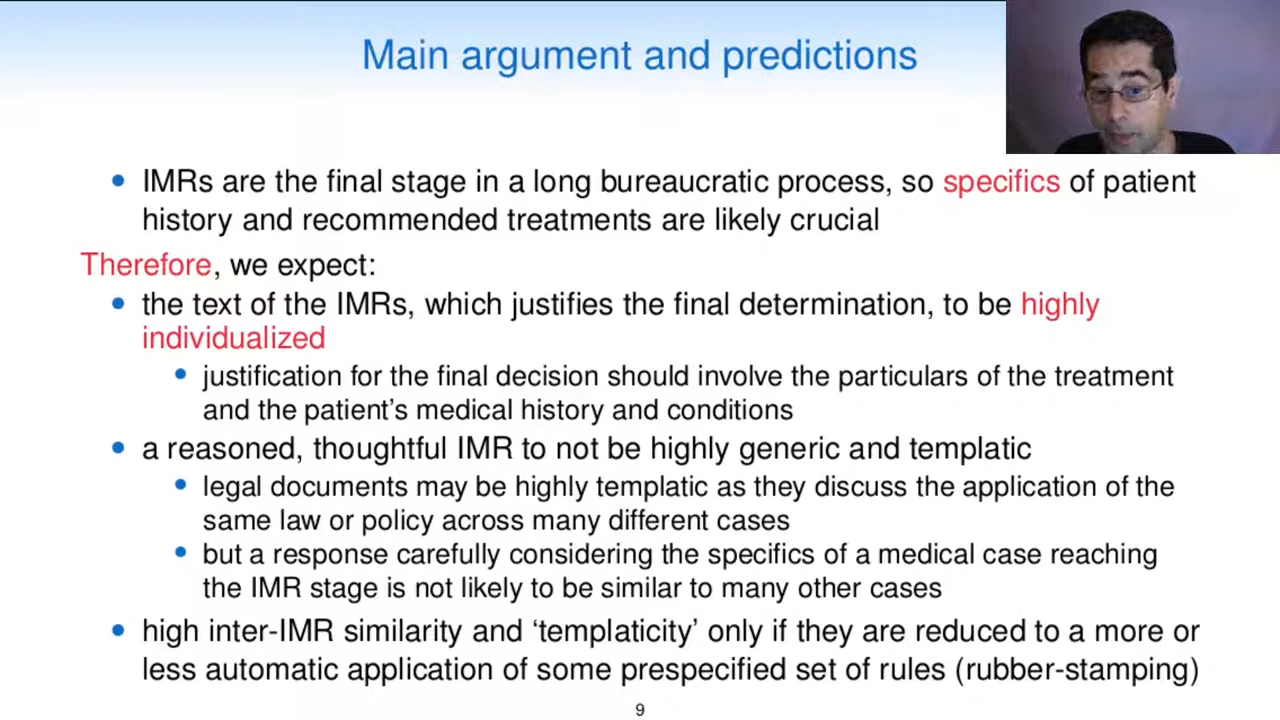 Main argument and predictions
• IMRs are the final stage in a long bureaucratic process, so specifics of patient
history and recommended treatments are likely crucial
Therefore, we expect:
• the text of the IMRs, which justifies the final determination, to be highly
individualized
• justification for the final decision should involve the particulars of the treatment
and the patient's medical history and conditions
• a reasoned, thoughtful IMR to not be highly generic and templatic
• legal documents may be highly templatic as they discuss the application of the
same law or policy across many different cases
• but a response carefully considering the specifics of a medical case reaching
the IMR stage is not likely to be similar to many other cases
• high inter-IMR similarity and ‘templaticity’ only if they are reduced to a more or
less automatic application of some prespecified set of rules (rubber-stamping)
9